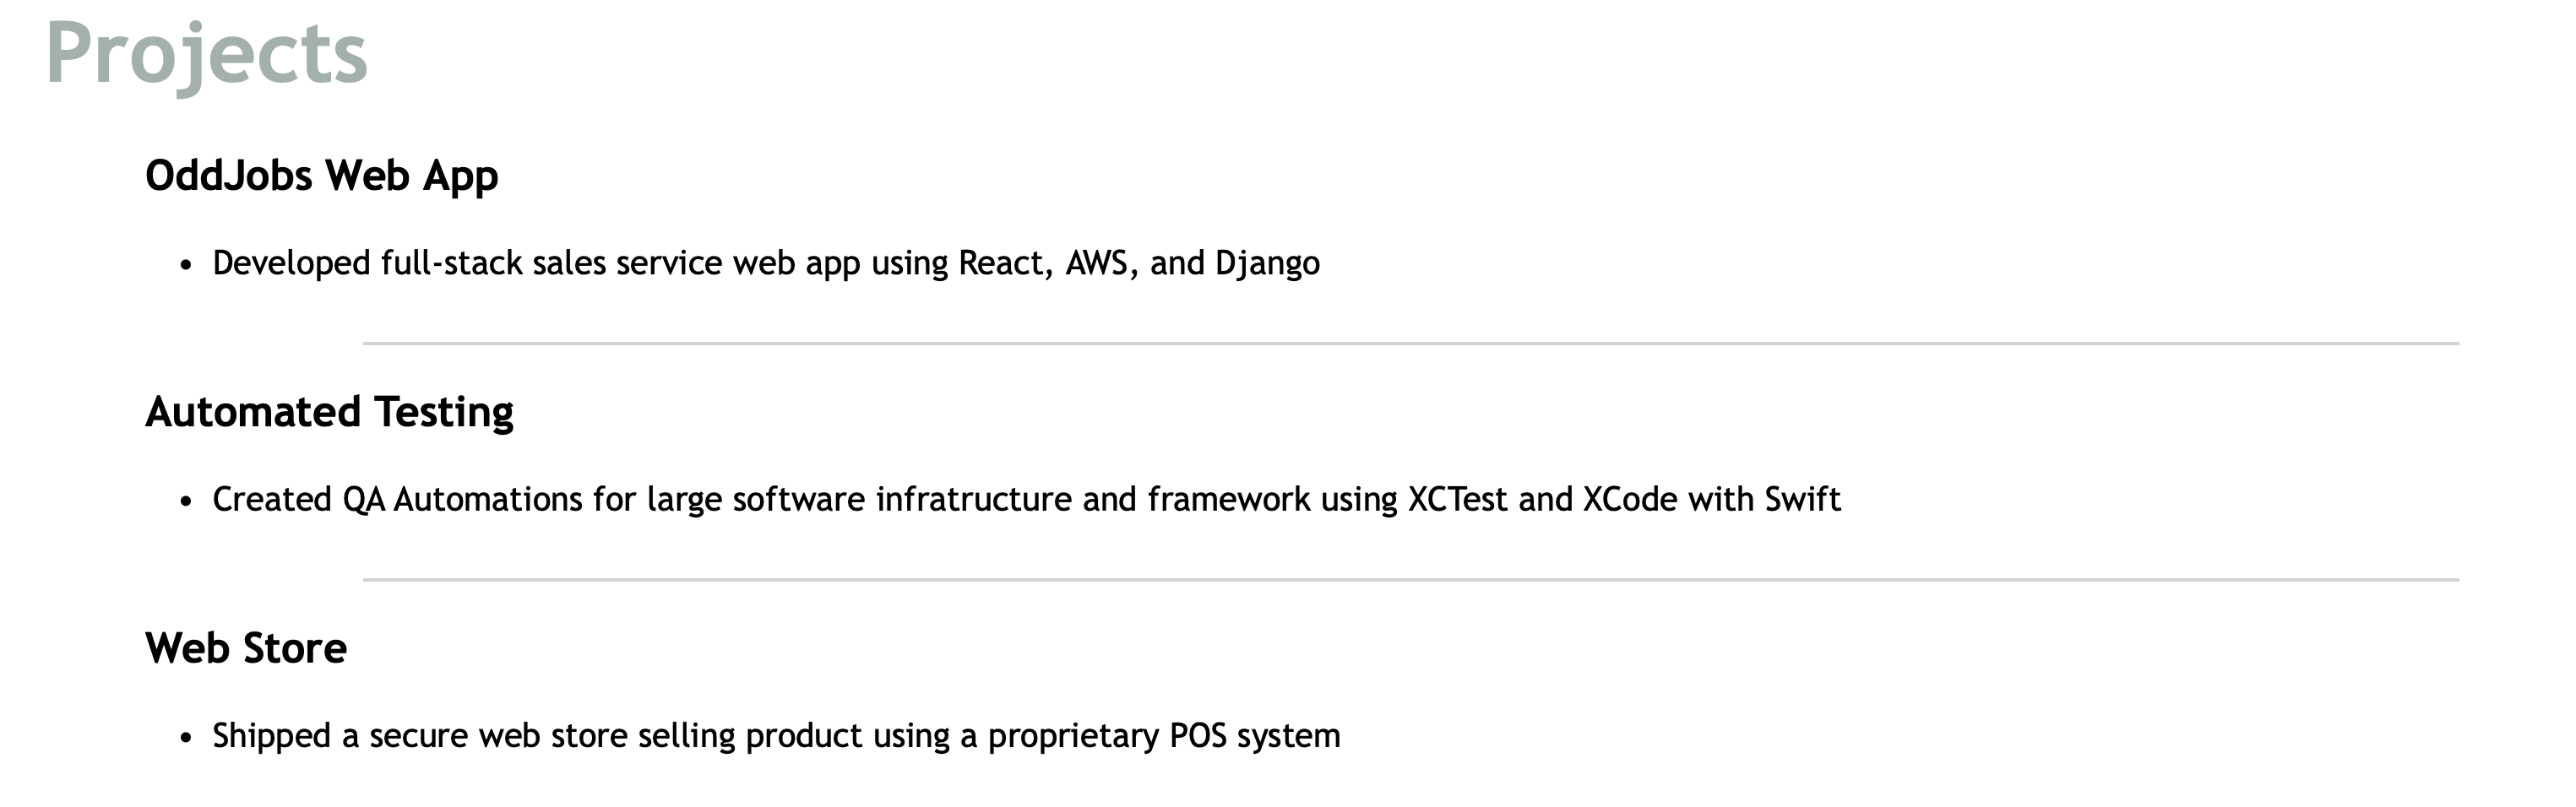 Projects
OddJobs Web App
• Developed full-stack sales service web app using React, AWS, and Django
Automated Testing
• Created QA Automations for large software infratructure and framework using XCTest and XCode with Swift
Web Store
• Shipped a secure web store selling product using a proprietary POS system